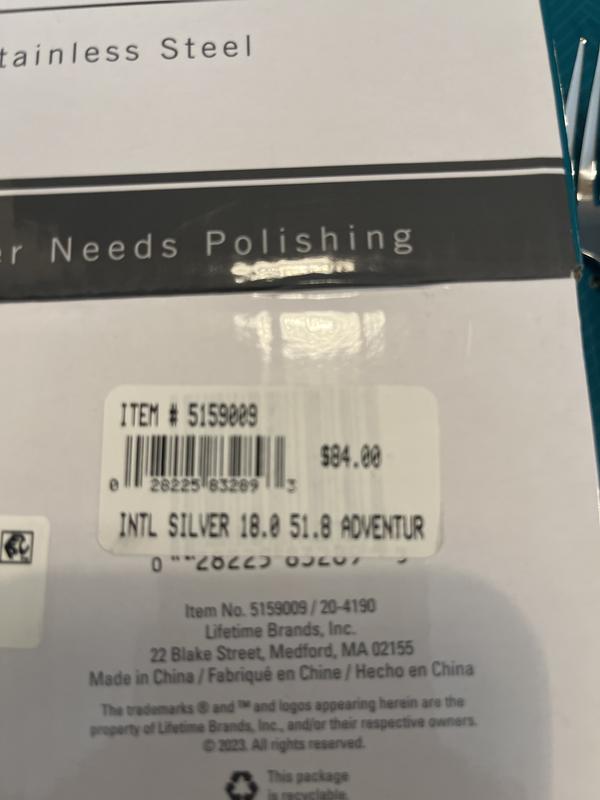 tainless Steel
er Needs Polishing
ITEM # 5159009
$84.00
0 28225 83289 3
INTL SILVER 18.0 51.8 ADVENTUR
Item No. 5159009 / 20-4190
Lifetime Brands, Inc.
22 Blake Street, Medford, MA 02155
Made in China / Fabriqué en Chine / Hecho en China
The trademarks ® and ™ and logos appearing herein are the
property of Lifetime Brands, Inc., and/or their respective owners.
© 2023. All rights reserved.
This package
is recyclable.